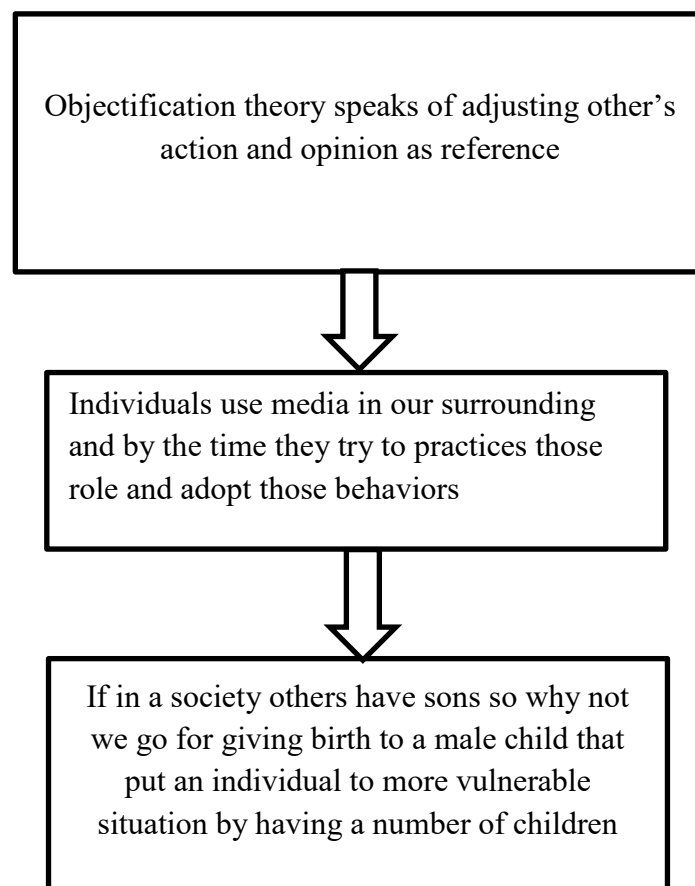 Objectification theory speaks of adjusting other’s
action and opinion as reference
Individuals use media in our surrounding
and by the time they try to practices those
role and adopt those behaviors
If in a society others have sons so why not
we go for giving birth to a male child that
put an individual to more vulnerable
situation by having a number of children